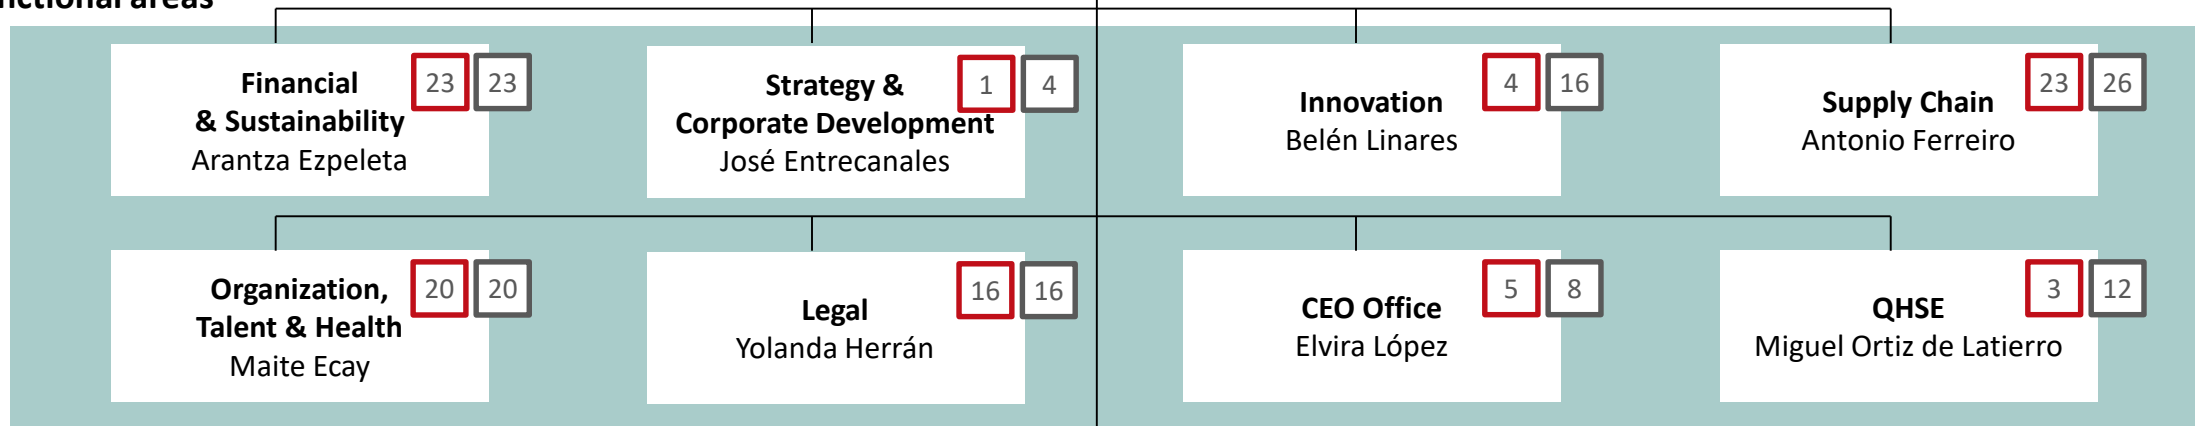 nctional areas
Financial
& Sustainability
Arantza Ezpeleta
23 23
Strategy &
Corporate Development
José Entrecanales
1 4
Innovation
Belén Linares
4 16
Supply Chain
Antonio Ferreiro
23 26
Organization,
Talent & Health
Maite Ecay
20 20
Legal
Yolanda Herrán
16 16
CEO Office
Elvira López
5 8
QHSE
Miguel Ortiz de Latierro
3 12